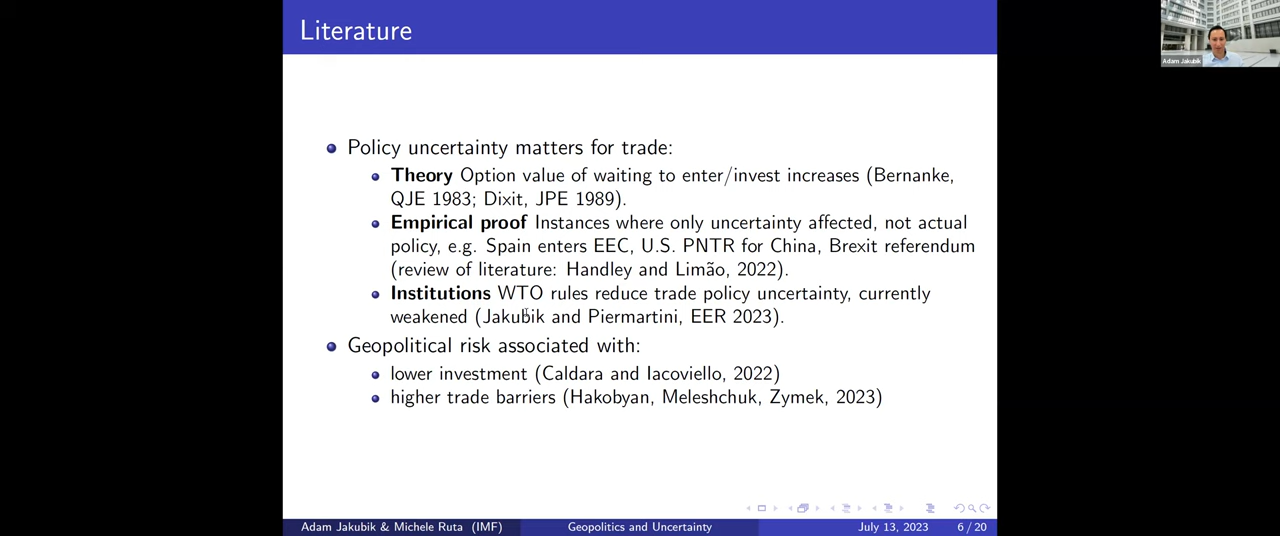 Literature
Adam Jakubik
Policy uncertainty matters for trade:
Theory Option value of waiting to enter/invest increases (Bernanke,
QJE 1983; Dixit, JPE 1989).
Empirical proof Instances where only uncertainty affected, not actual
policy, e.g. Spain enters EEC, U.S. PNTR for China, Brexit referendum
(review of literature: Handley and Limão, 2022).
Institutions WTO rules reduce trade policy uncertainty, currently
weakened (Jakubik and Piermartini, EER 2023).
Geopolitical risk associated with:
lower investment (Caldara and Iacoviello, 2022)
higher trade barriers (Hakobyan, Meleshchuk, Zymek, 2023)
Adam Jakubik & Michele Ruta (IMF) Geopolitics and Uncertainty July 13, 2023 6 / 20